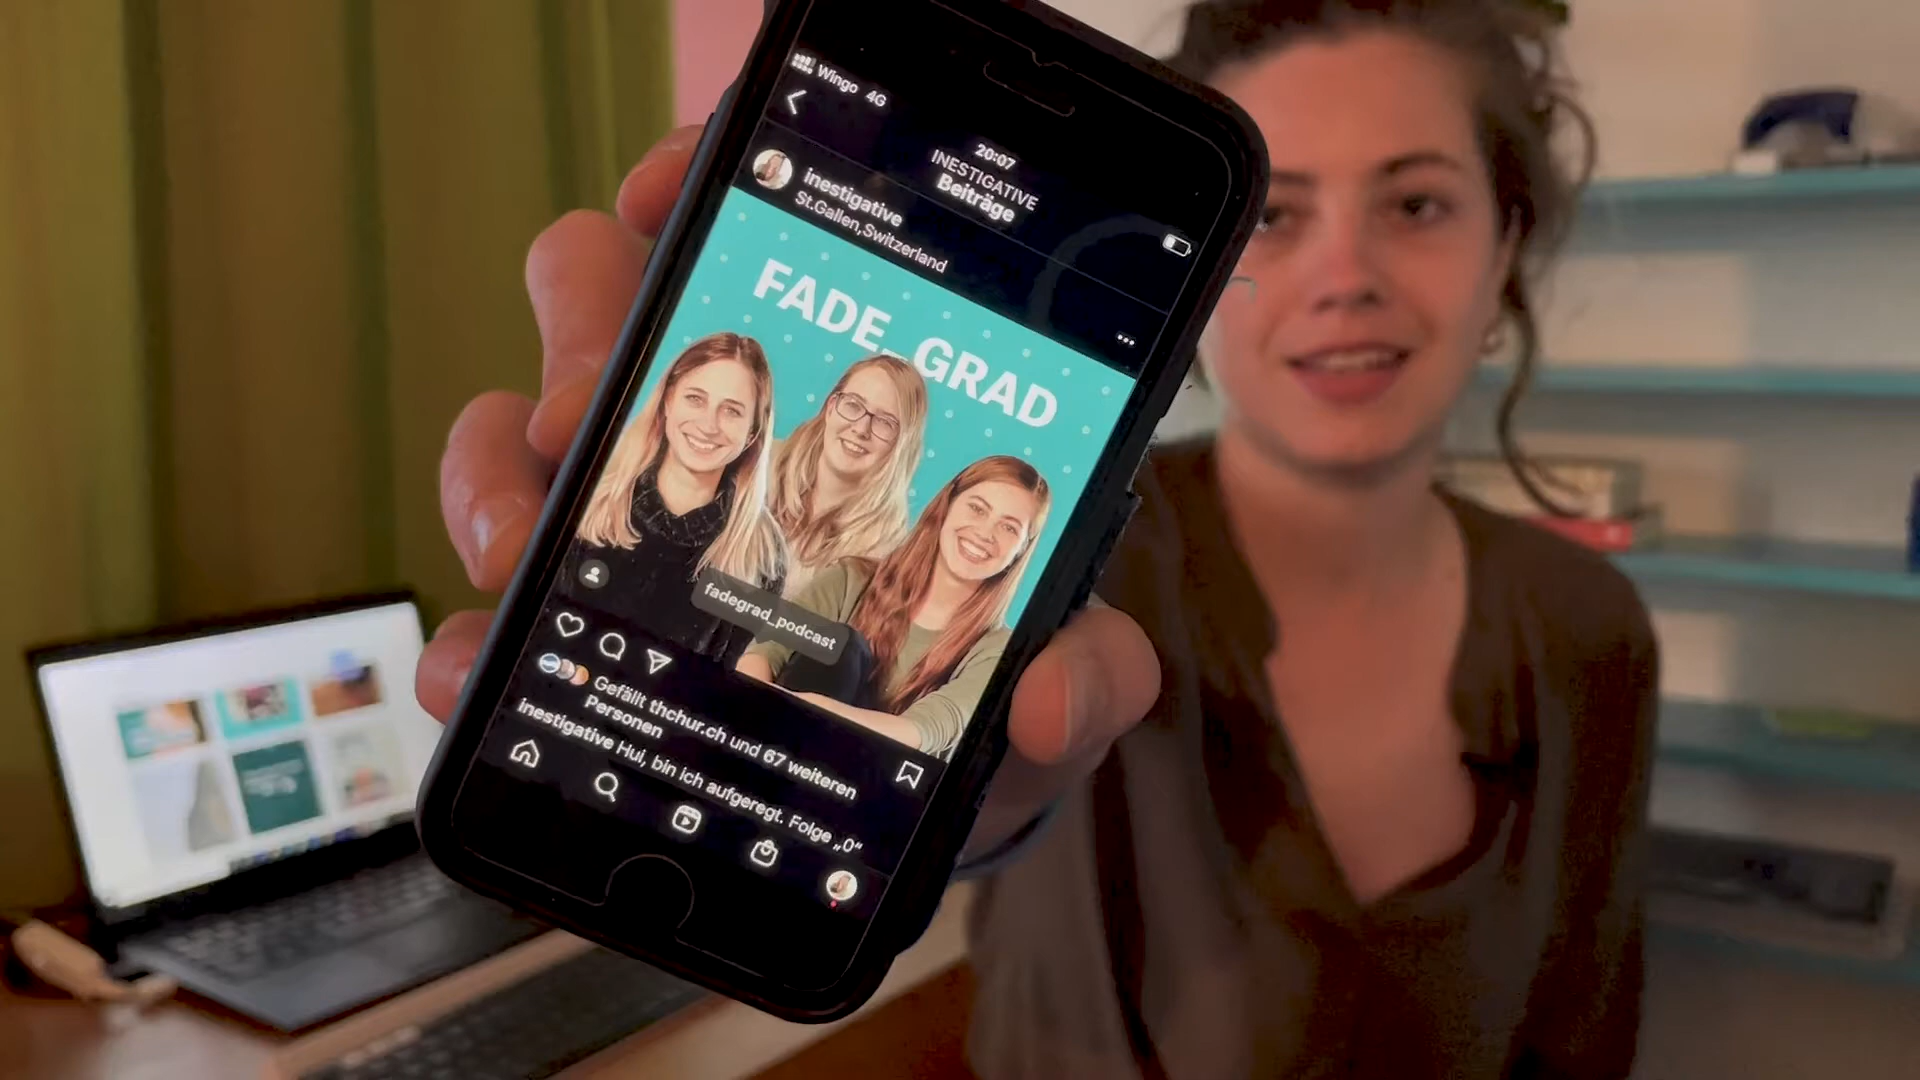 Wingo 4G
20:07
INESTIGATIVE
Beiträge
inestigative
St.Gallen,Switzerland
FADE_GRAD
fadegrad_podcast
Gefällt thchur.ch und 67 weiteren
Personen
inestigative Hui, bin ich aufgeregt. Folge „0“